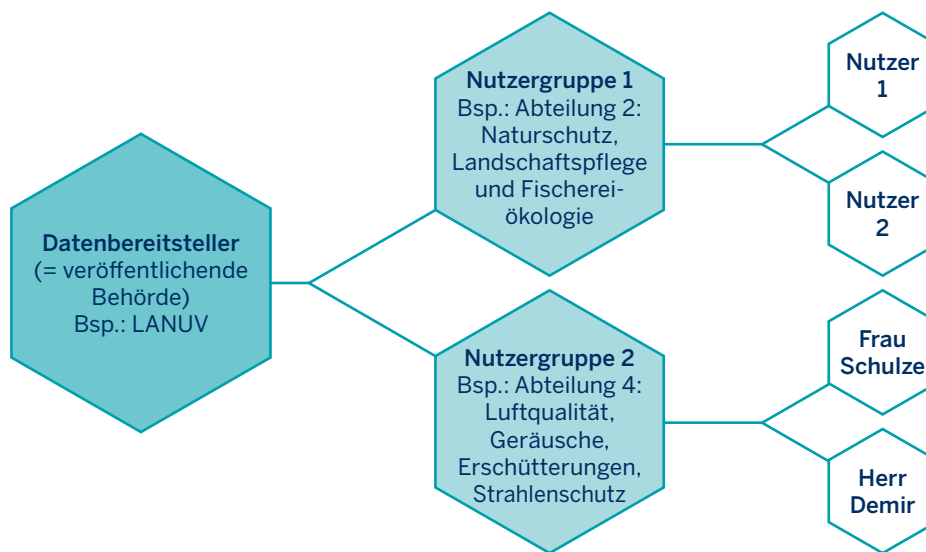 Datenbereitsteller
(= veröffentlichende
Behörde)
Bsp.: LANUV
Nutzergruppe 1
Bsp.: Abteilung 2:
Naturschutz,
Landschaftspflege
und Fischerei-
ökologie
Nutzer
1
Nutzer
2
Nutzergruppe 2
Bsp.: Abteilung 4:
Luftqualität,
Geräusche,
Erschütterungen,
Strahlenschutz
Frau
Schulze
Herr
Demir